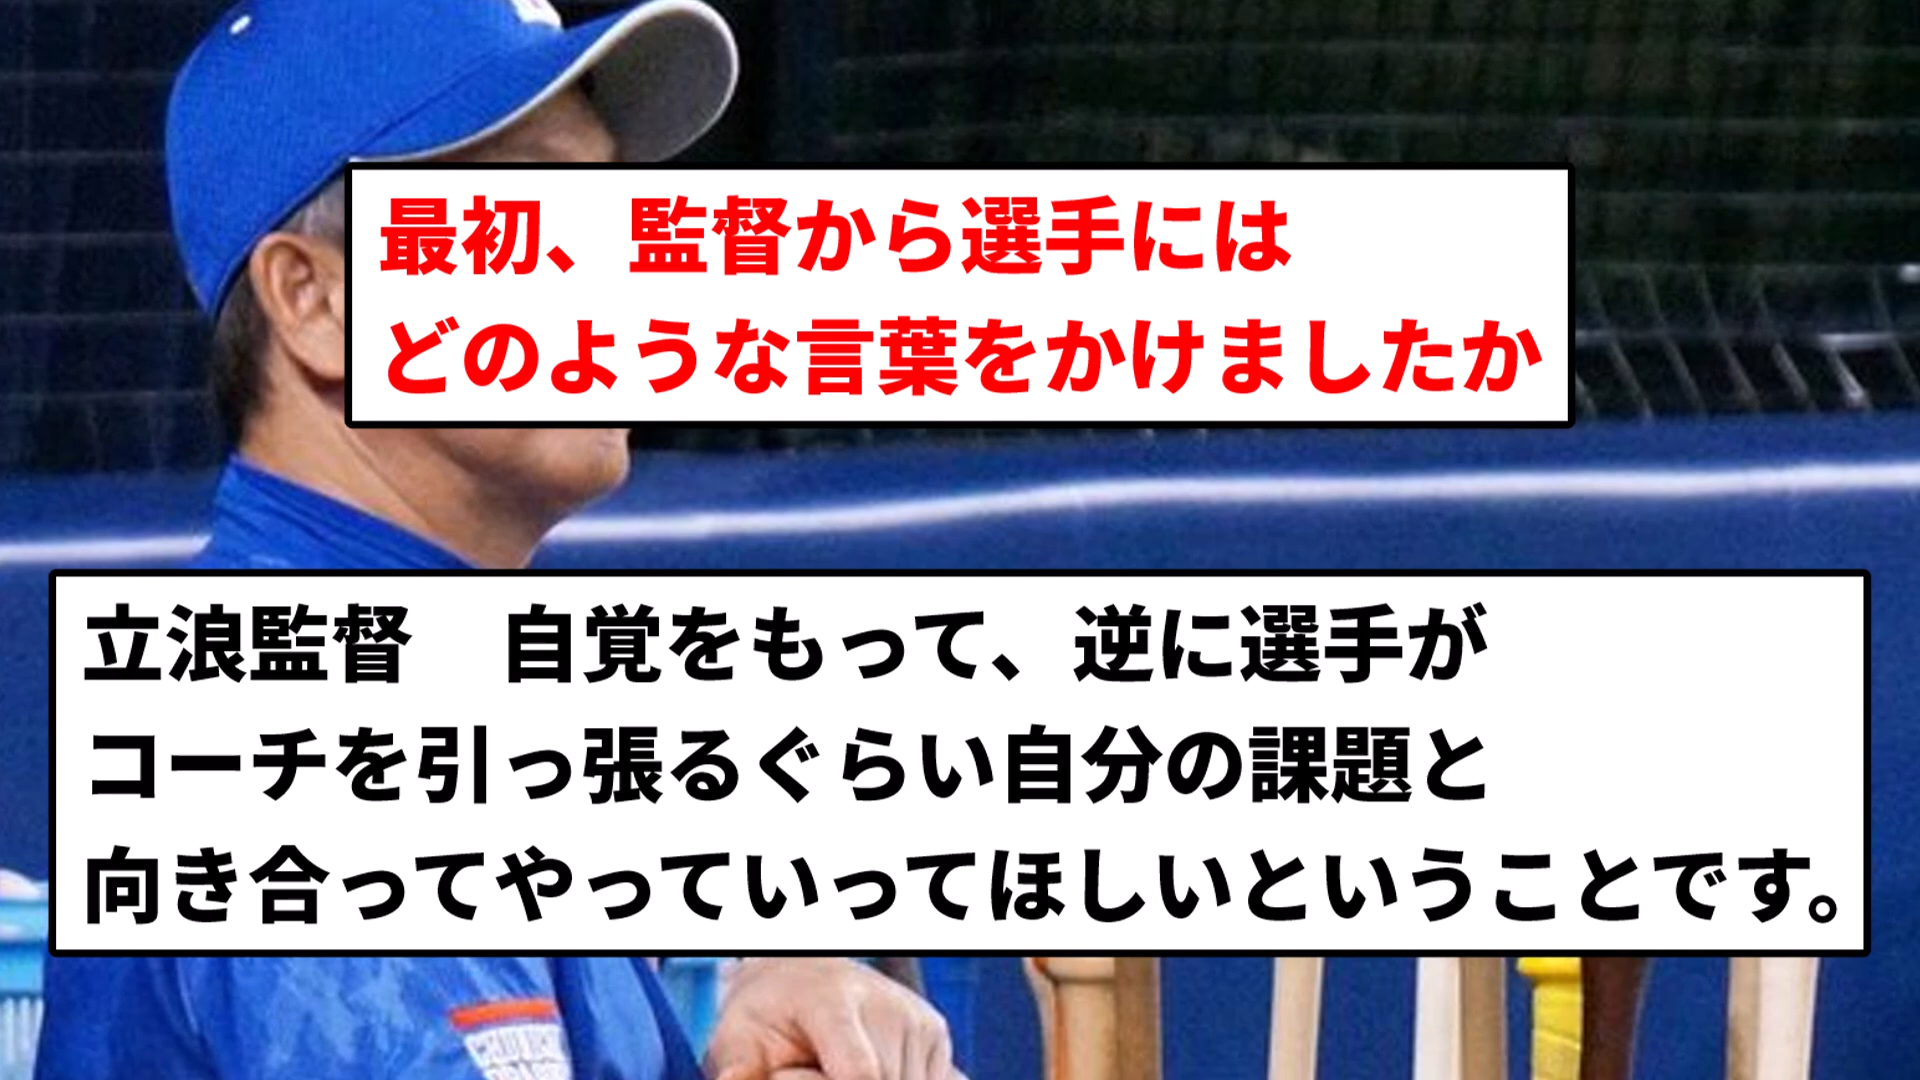 最初、監督から選手には
どのような言葉をかけましたか
立浪監督　自覚をもって、逆に選手が
コーチを引っ張るぐらい自分の課題と
向き合ってやっていってほしいということです。